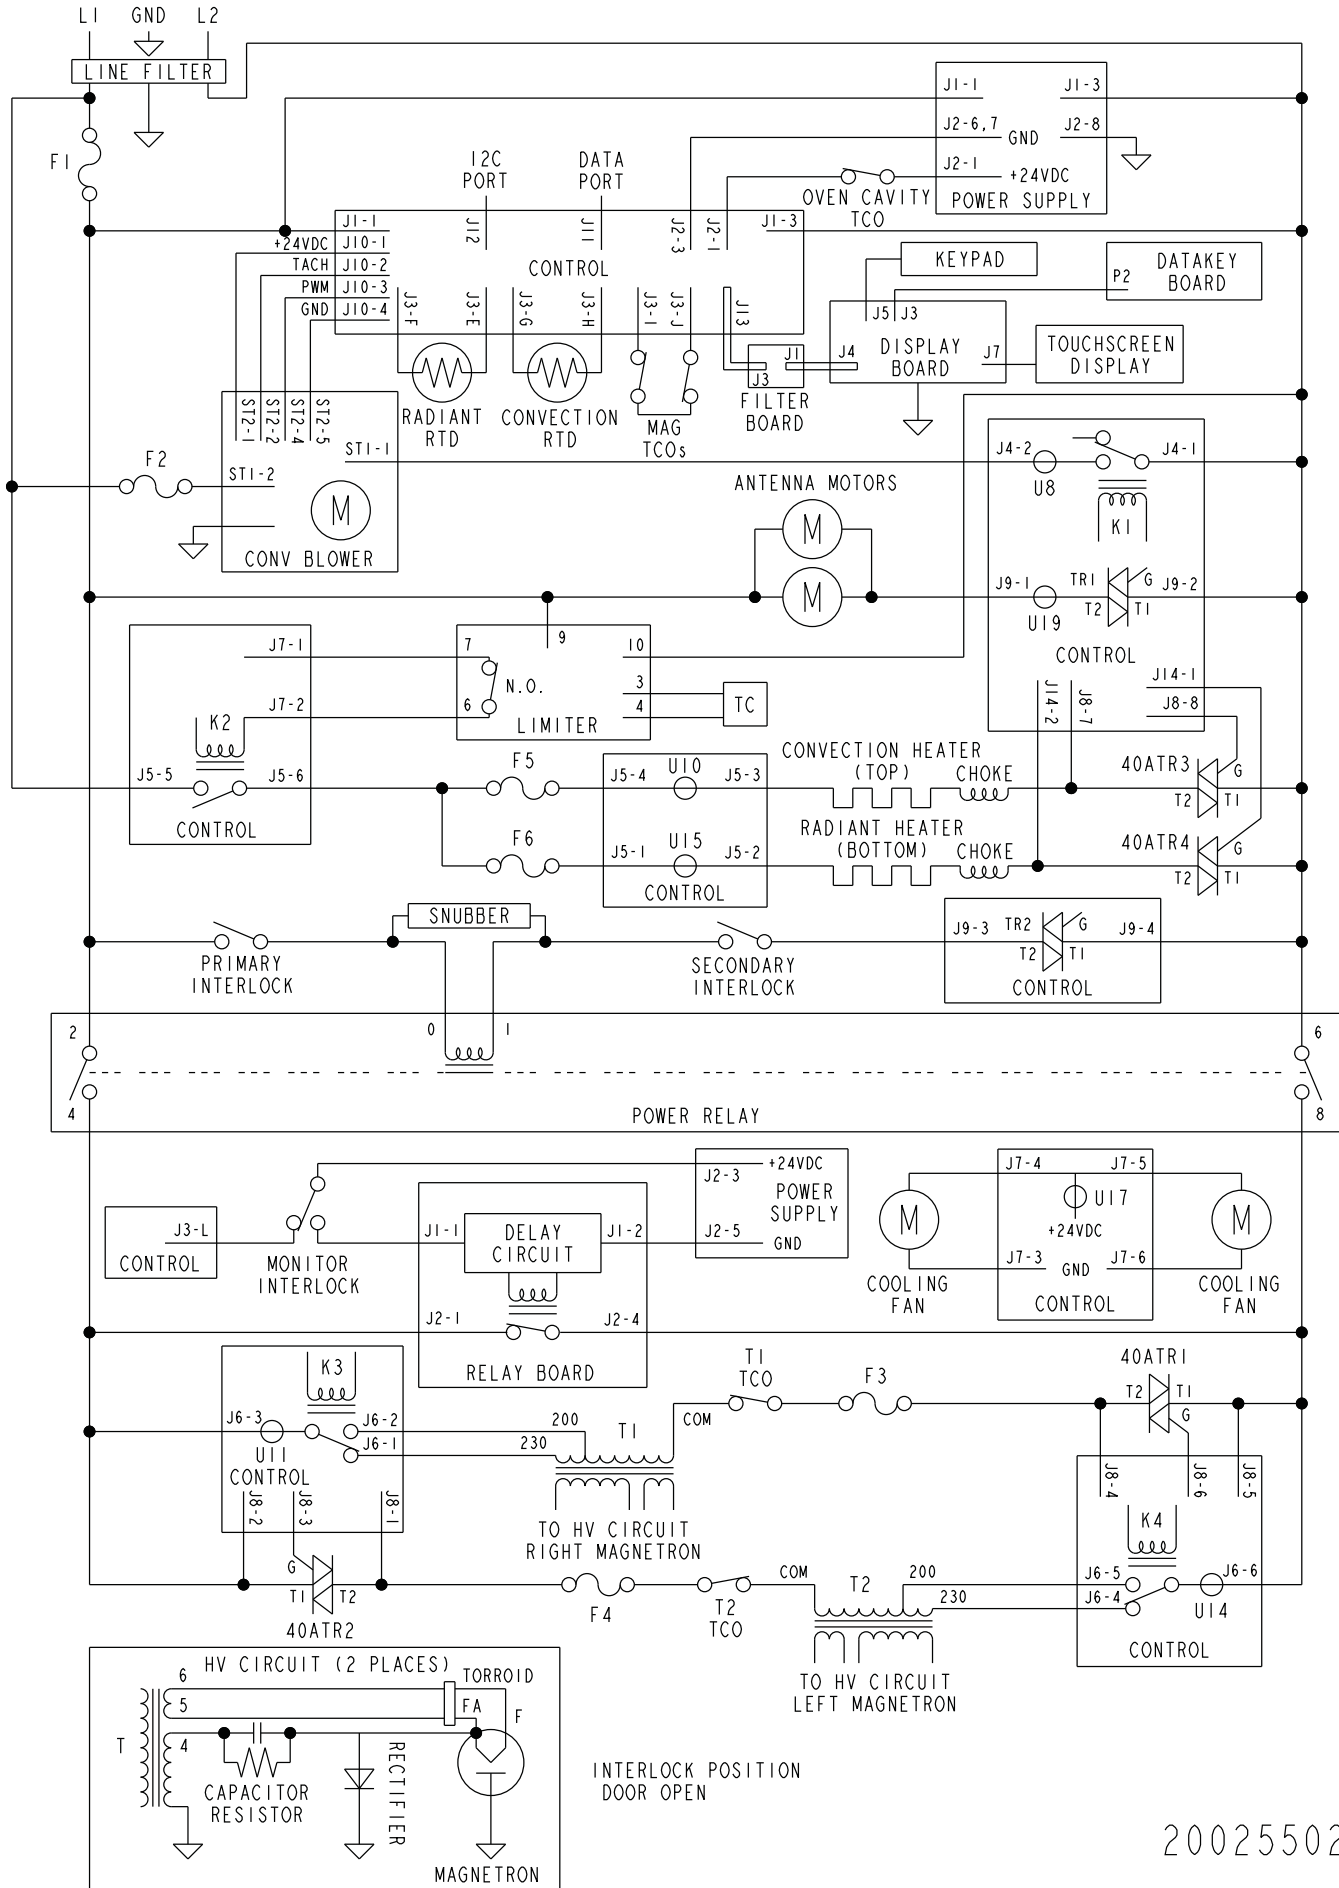 L1 GND L2
LINE FILTER
F1
J1-1 J1-3
J2-6,7 GND J2-8
J2-1 +24VDC
POWER SUPPLY
OVEN CAVITY
TCO
I2C
PORT
DATA
PORT
J1-1
+24VDC J10-1
TACH J10-2
PWM J10-3
GND J10-4
J12
J11
J2-3
J2-1
J1-3
CONTROL
J3-F
J3-E
J3-G
J3-H
J3-I
J3-J
J13
KEYPAD
P2
DATAKEY
BOARD
J5 J3
J4 DISPLAY J7
BOARD
TOUCHSCREEN
DISPLAY
J1
J3
FILTER
BOARD
RADIANT
RTD
CONVECTION
RTD
MAG
TCOs
ST2-1
ST2-2
ST2-4
ST2-5
ST1-1
F2
ST1-2
M
CONV BLOWER
ANTENNA MOTORS
M
M
J4-2 J4-1
U8
K1
J9-1 TR1 G J9-2
T2 T1
U19
CONTROL
J14-1
J8-8
J14-2
J8-7
J7-1
J7-2
K2
J5-5 J5-6
CONTROL
7 9 10
N.O. 3
6 4
LIMITER
TC
F5
J5-4 U10 J5-3
CONVECTION HEATER
(TOP)
CHOKE
40ATR3
G
T2 T1
F6
J5-1 U15 J5-2
CONTROL
RADIANT HEATER
(BOTTOM)
CHOKE
40ATR4
G
T2 T1
SNUBBER
PRIMARY
INTERLOCK
SECONDARY
INTERLOCK
J9-3 TR2 G J9-4
T2 T1
CONTROL
2 0 1 6
4 POWER RELAY 8
J3-L
CONTROL
MONITOR
INTERLOCK
J1-1 DELAY J1-2
CIRCUIT
J2-1 J2-4
RELAY BOARD
+24VDC
J2-3
POWER
SUPPLY
J2-5 GND
M
COOLING
FAN
J7-4 J7-5
U17
+24VDC
J7-3 GND J7-6
CONTROL
M
COOLING
FAN
K3
J6-3 J6-2
J6-1
U11
CONTROL
J8-2
J8-3
J8-1
G
T1 T2
40ATR2
200
230
T1
COM
T1
TCO
F3
TO HV CIRCUIT
RIGHT MAGNETRON
40ATR1
T2 T1
G
J8-4
J8-6
J8-5
K4
J6-5 J6-6
J6-4
U14
CONTROL
F4
T2
TCO
COM T2 200
230
TO HV CIRCUIT
LEFT MAGNETRON
HV CIRCUIT (2 PLACES)
6
5
4
T
TORROID
FA
F
CAPACITOR
RESISTOR
RECTIFIER
MAGNETRON
INTERLOCK POSITION
DOOR OPEN
20025502